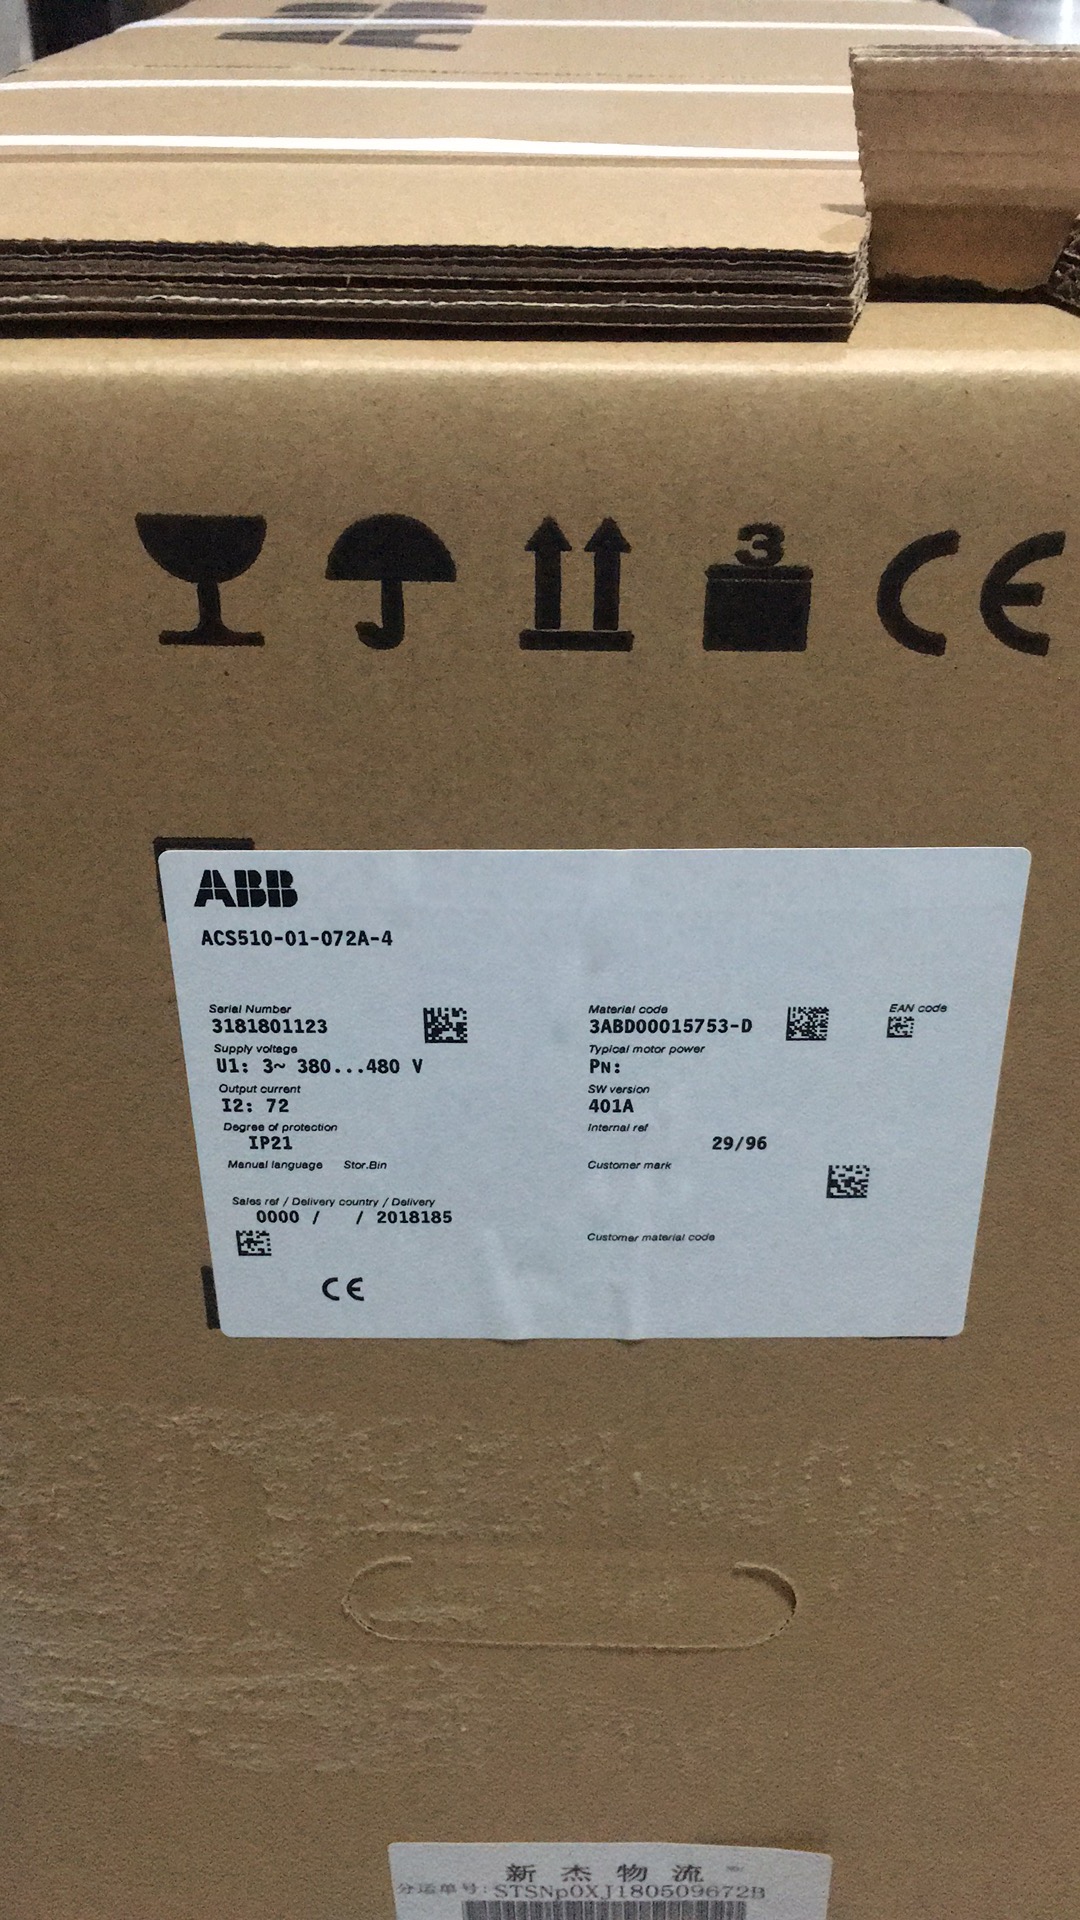 ABB
3
CE
ABB
ACS510-01-072A-4
Serial Number
3181801123
Material code
3ABD00015753-D
EAN code
Supply voltage
U1: 3~ 380...480 V
Typical motor power
PN:
Output current
I2: 72
SW version
401A
Degree of protection
IP21
Internal ref
29/96
Manual language Stor.Bin
Customer mark
Sales ref / Delivery country / Delivery
0000 / / 2018185
Customer material code
CE
新杰物流
分运单号:STSNp0XJ180509672B